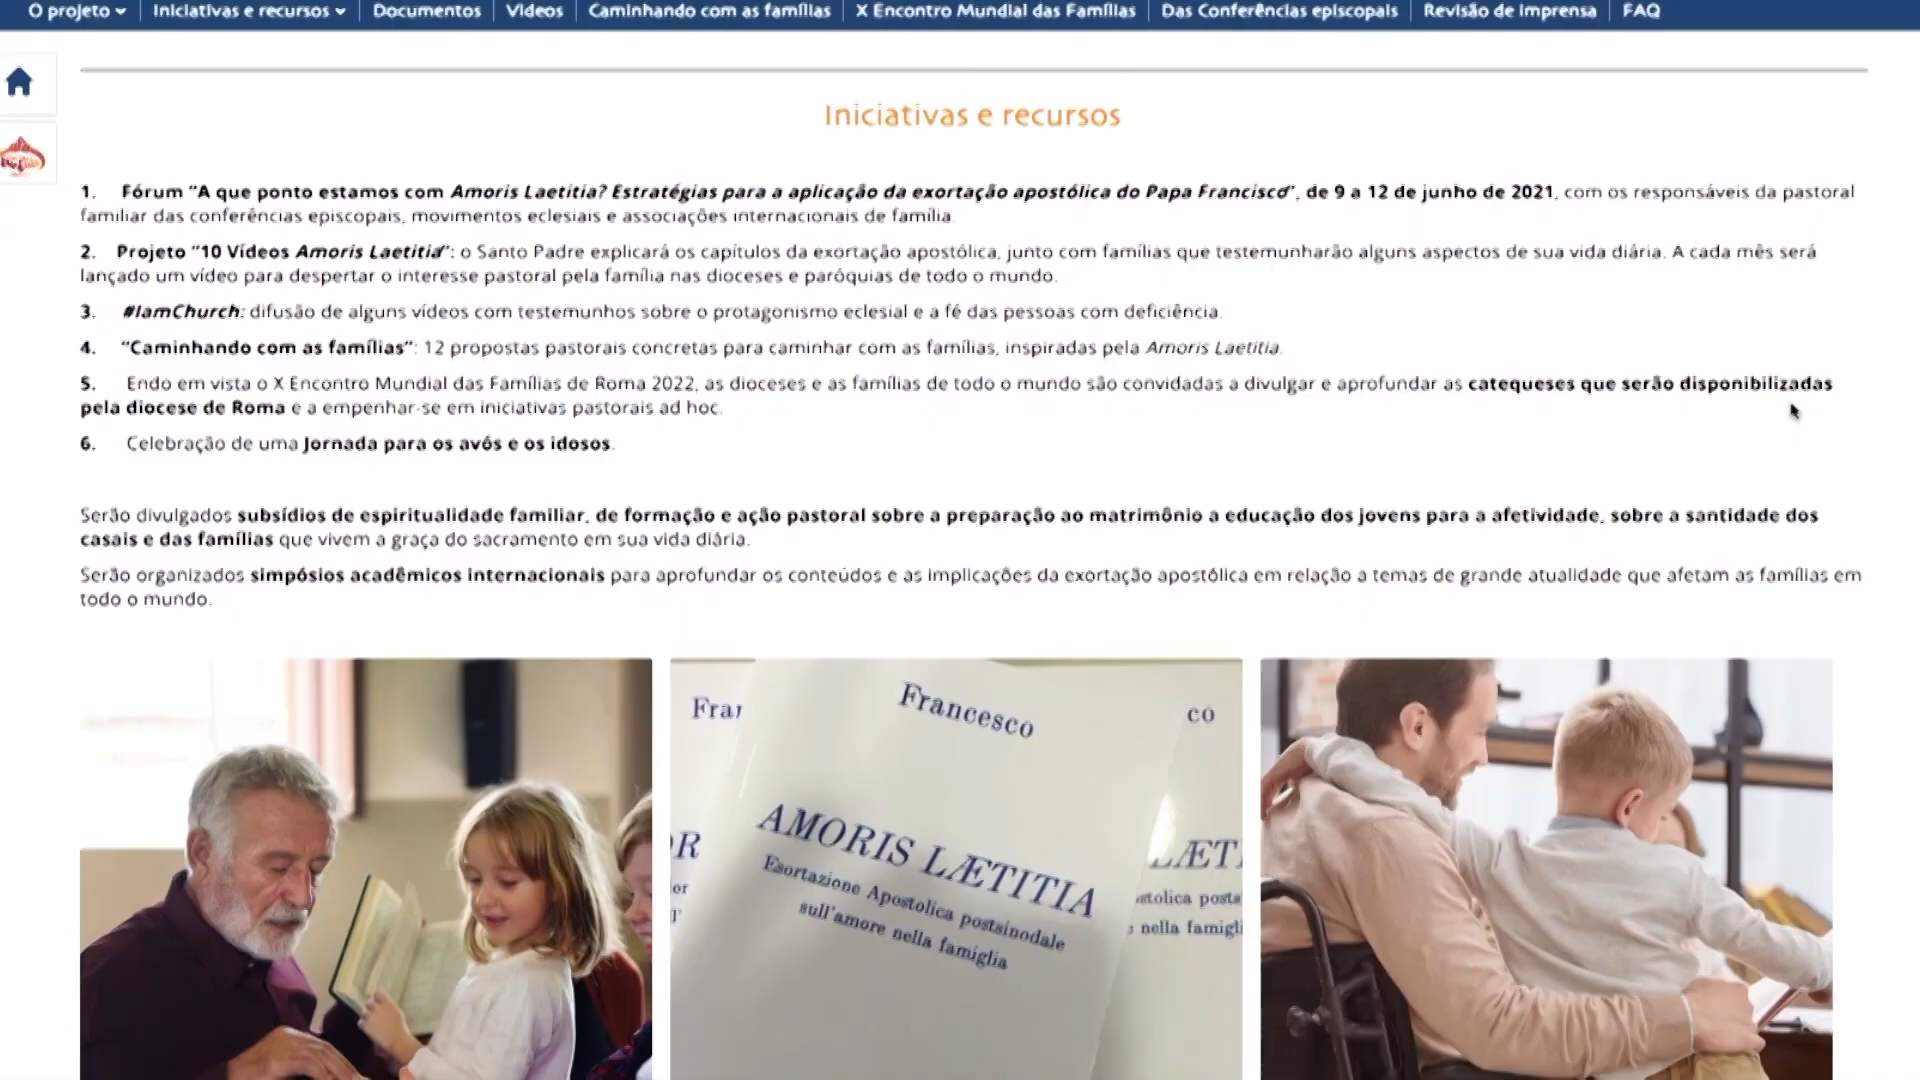 O projeto
Iniciativas e recursos
Documentos
Vídeos
Caminhando com as famílias
X Encontro Mundial das Famílias
Das Conferências episcopais
Revisão de imprensa
FAQ
Iniciativas e recursos
1. Fórum “A que ponto estamos com Amoris Laetitia? Estratégias para a aplicação da exortação apostólica do Papa Francisco”, de 9 a 12 de junho de 2021, com os responsáveis da pastoral
familiar das conferências episcopais, movimentos eclesiais e associações internacionais de família.
2. Projeto “10 Vídeos Amoris Laetitia”: o Santo Padre explicará os capítulos da exortação apostólica, junto com famílias que testemunharão alguns aspectos de sua vida diária. A cada mês será
lançado um vídeo para despertar o interesse pastoral pela família nas dioceses e paróquias de todo o mundo.
3. #IamChurch: difusão de alguns vídeos com testemunhos sobre o protagonismo eclesial e a fé das pessoas com deficiência.
4. “Caminhando com as famílias”: 12 propostas pastorais concretas para caminhar com as famílias, inspiradas pela Amoris Laetitia.
5. Endo em vista o X Encontro Mundial das Famílias de Roma 2022, as dioceses e as famílias de todo o mundo são convidadas a divulgar e aprofundar as catequeses que serão disponibilizadas
pela diocese de Roma e a empenhar-se em iniciativas pastorais ad hoc.
6. Celebração de uma Jornada para os avós e os idosos.
Serão divulgados subsídios de espiritualidade familiar, de formação e ação pastoral sobre a preparação ao matrimônio a educação dos jovens para a afetividade, sobre a santidade dos
casais e das famílias que vivem a graça do sacramento em sua vida diária.
Serão organizados simpósios acadêmicos internacionais para aprofundar os conteúdos e as implicações da exortação apostólica em relação a temas de grande atualidade que afetam as famílias em
todo o mundo.
Francesco
AMORIS LÆTITIA
Esortazione Apostolica postsinodale
sull'amore nella famiglia